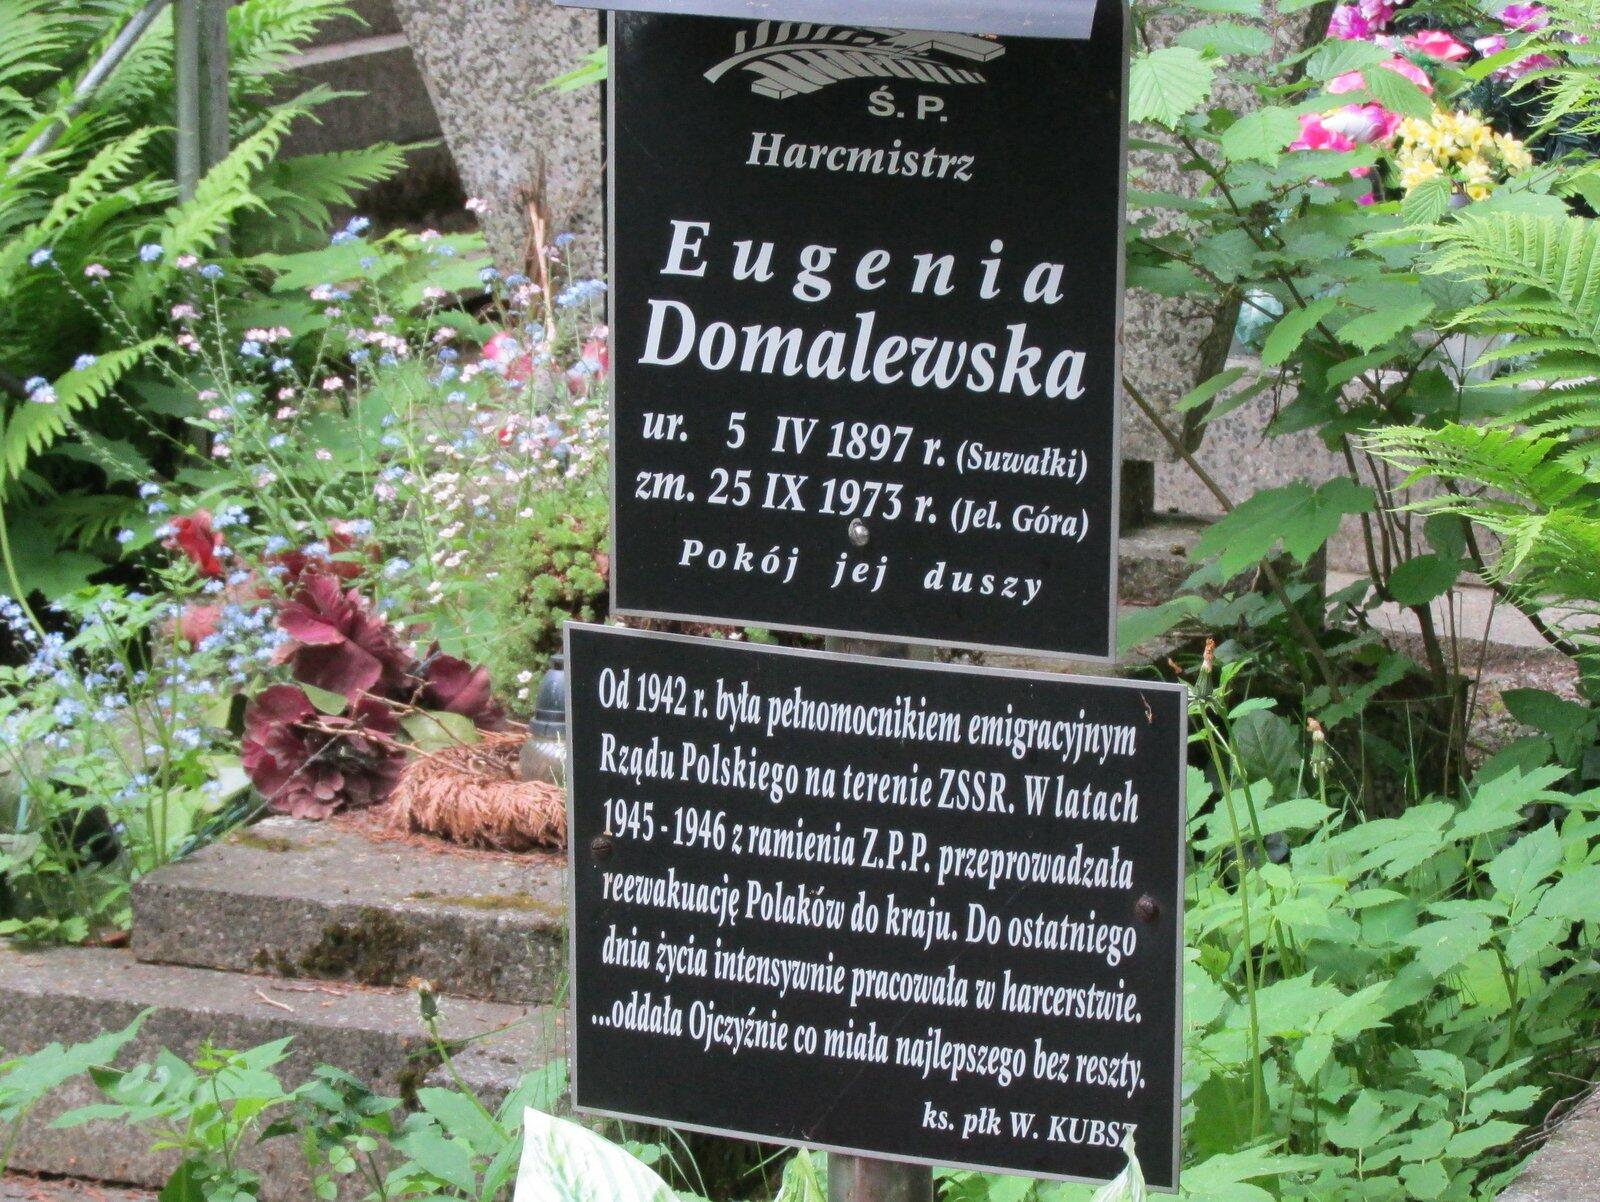 Ś. P.
Harcmistrz
Eugenia
Domalewska
ur. 5 IV 1897 r. (Suwałki)
zm. 25 IX 1973 r. (Jel. Góra)
Pokój jej duszy
Od 1942 r. była pełnomocnikiem emigracyjnym
Rządu Polskiego na terenie ZSSR. W latach
1945 - 1946 z ramienia Z.P.P. przeprowadzała
reewakuację Polaków do kraju. Do ostatniego
dnia życia intensywnie pracowała w harcerstwie.
...oddała Ojczyźnie co miała najlepszego bez reszty.
ks. płk W. KUBSZ